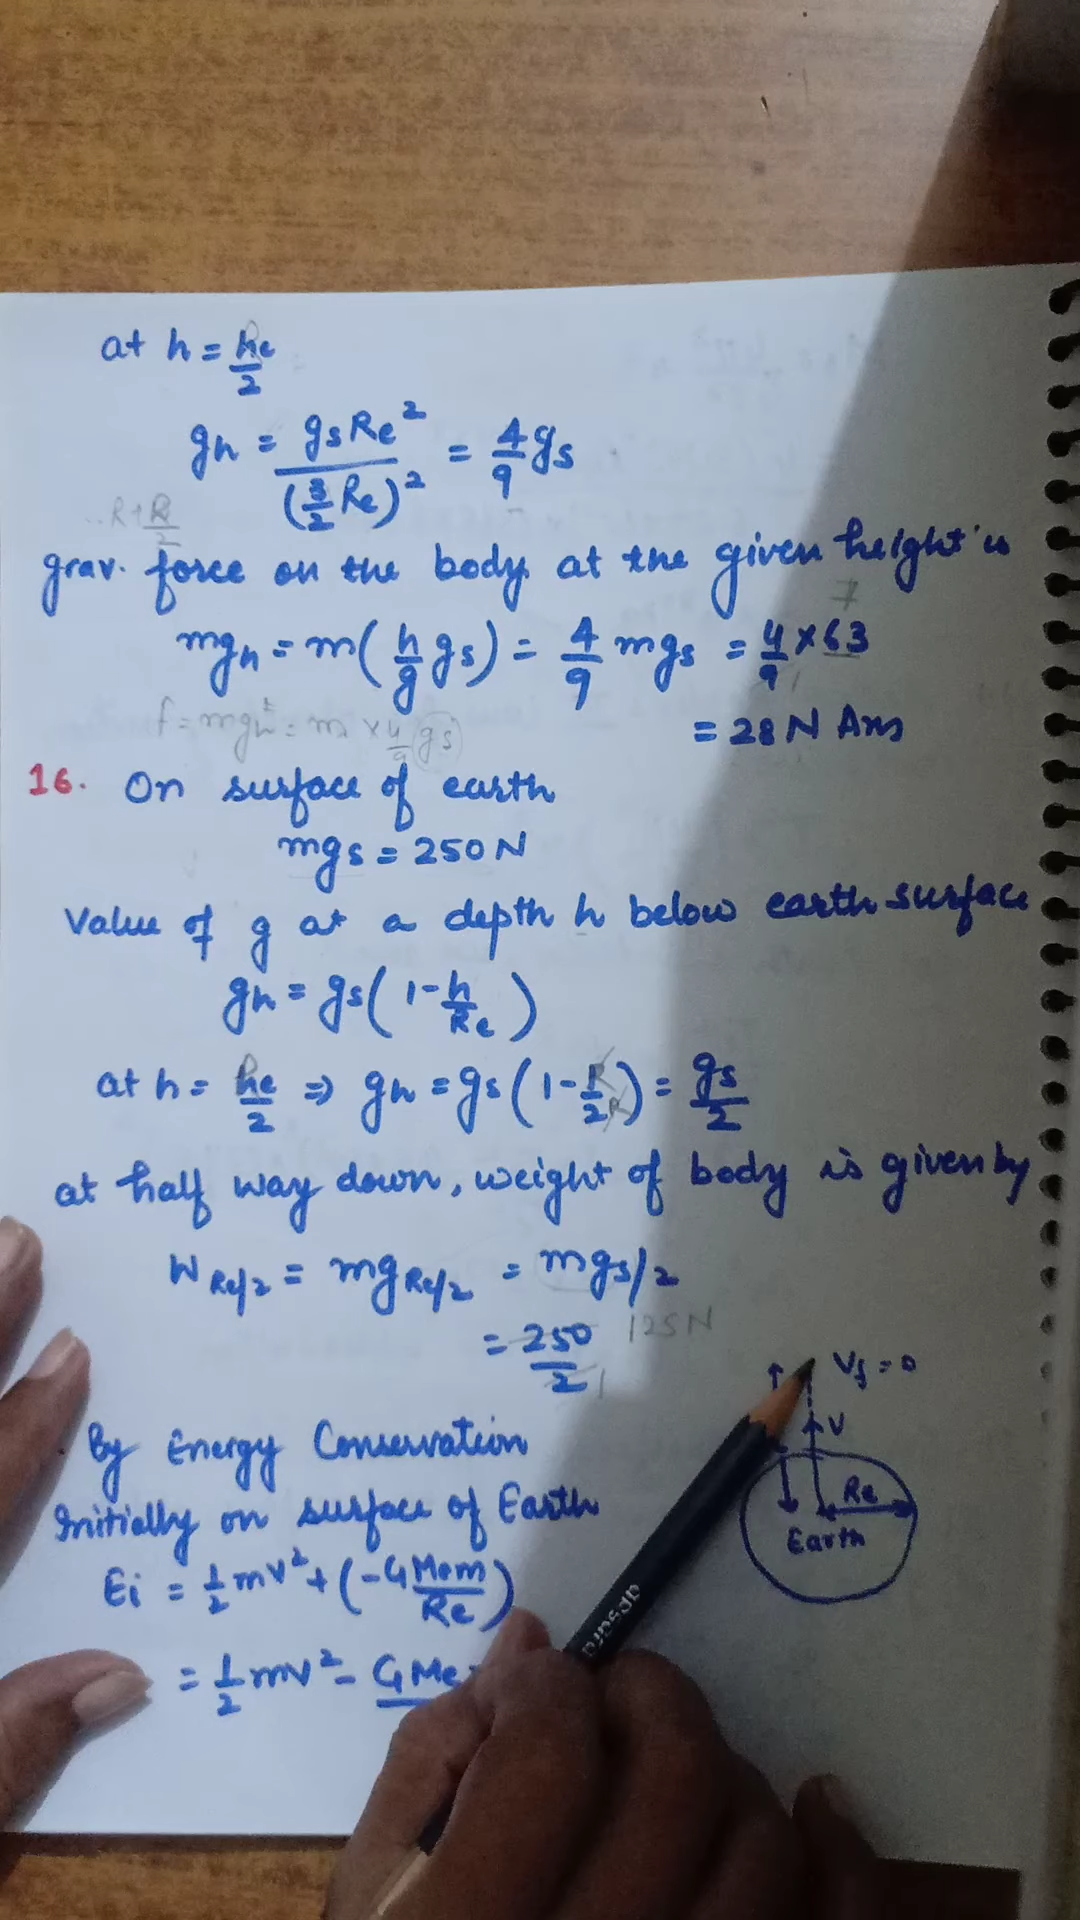 at h = Re/2
gh = gsRe²/(3/2 Re)² = 4/9 gs
R+R/2
grav. force on the body at the given height is
7
mgh = m(h/g gs) = 4/9 mgs = 4/9 × 63
= 28 N Ans
f = mgh = m × 4/9 gs
16. On surface of earth
mgs = 250 N
Value of g at a depth h below earth surface
gh = gs(1 - h/Re)
at h = Re/2 ⇒ gh = gs(1 - R/2R) = gs/2
at half way down, weight of body is given by
W Re/2 = mg Re/2 = mgs/2
= 250/2 125 N
Vf = 0
V
By Energy Conservation
Re
Initially on surface of Earth
Earth
Ei = 1/2 mv² + (-GMem/Re)
= 1/2 mv² - GMe
apsara